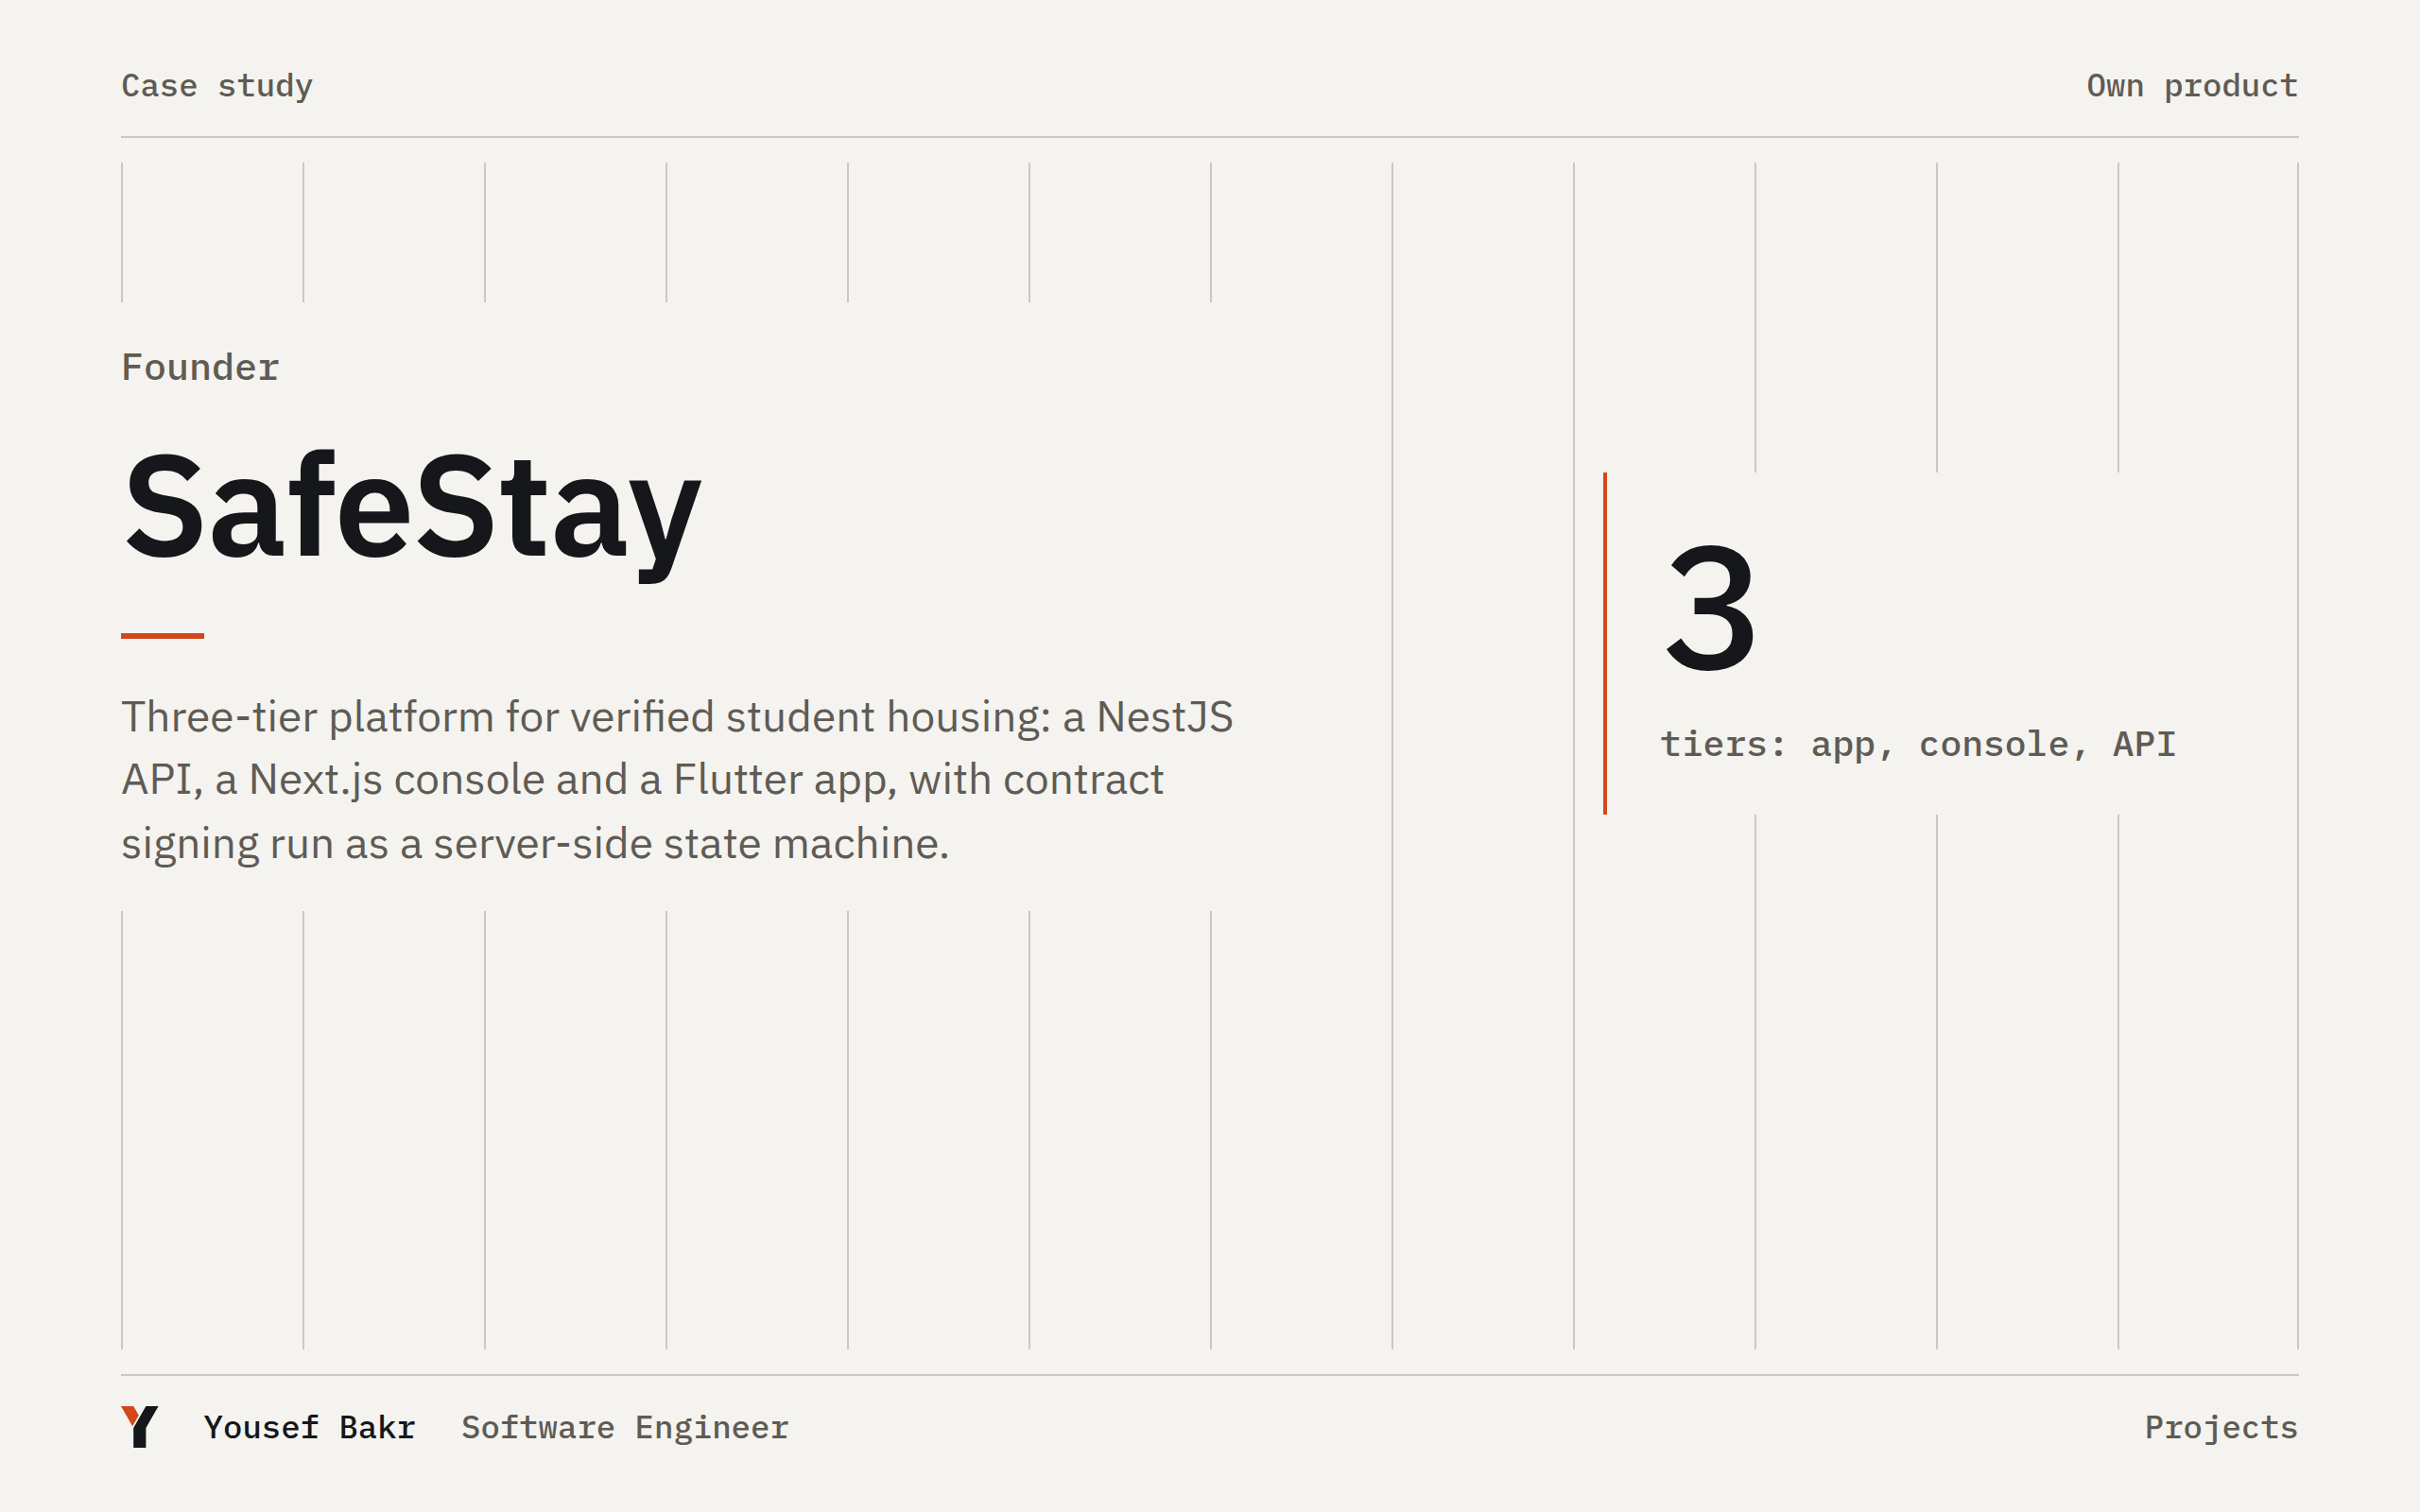 Case study
Own product
Founder
SafeStay
Three-tier platform for verified student housing: a NestJS
API, a Next.js console and a Flutter app, with contract
signing run as a server-side state machine.
3
tiers: app, console, API
Y Yousef Bakr Software Engineer
Projects